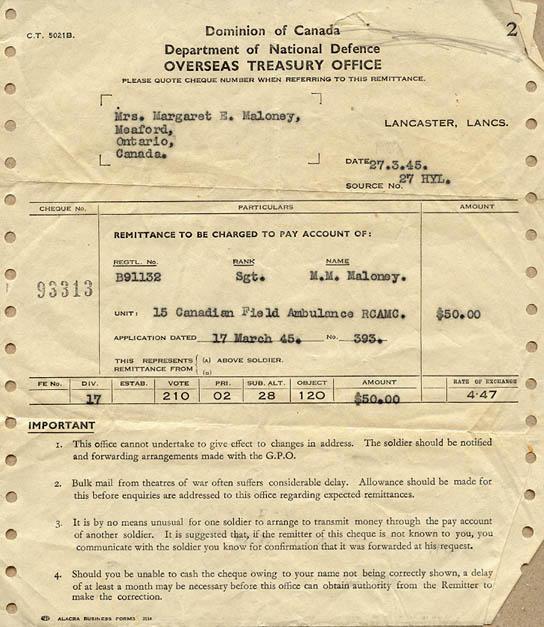 C.T. 5021B.
2
Dominion of Canada
Department of National Defence
OVERSEAS TREASURY OFFICE
PLEASE QUOTE CHEQUE NUMBER WHEN REFERRING TO THIS REMITTANCE.
Mrs. Margaret E. Maloney,
Meaford,
Ontario,
Canada.
LANCASTER, LANCS.
DATE 27.3.45.
SOURCE No. 27 HYL.
CHEQUE No. PARTICULARS AMOUNT
REMITTANCE TO BE CHARGED TO PAY ACCOUNT OF:
REGTL. No. RANK NAME
B91132 Sgt. M.M. Maloney.
93313
UNIT: 15 Canadian Field Ambulance RCAMC. $50.00
APPLICATION DATED 17 March 45. No. 393.
THIS REPRESENTS (A) ABOVE SOLDIER.
REMITTANCE FROM
FE No. DIV. ESTAB. VOTE PRI. SUB. ALT. OBJECT AMOUNT RATE OF EXCHANGE
17 210 02 28 120 $50.00 4·47
IMPORTANT
1. This office cannot undertake to give effect to changes in address. The soldier should be notified
and forwarding arrangements made with the G.P.O.
2. Bulk mail from theatres of war often suffers considerable delay. Allowance should be made for
this before enquiries are addressed to this office regarding expected remittances.
3. It is by no means unusual for one soldier to arrange to transmit money through the pay account
of another soldier. It is suggested that, if the remitter of this cheque is not known to you, you
communicate with the soldier you know for confirmation that it was forwarded at his request.
4. Should you be unable to cash the cheque owing to your name not being correctly shown, a delay
of at least a month may be necessary before this office can obtain authority from the Remitter to
make the correction.
ALACRA BUSINESS FORMS